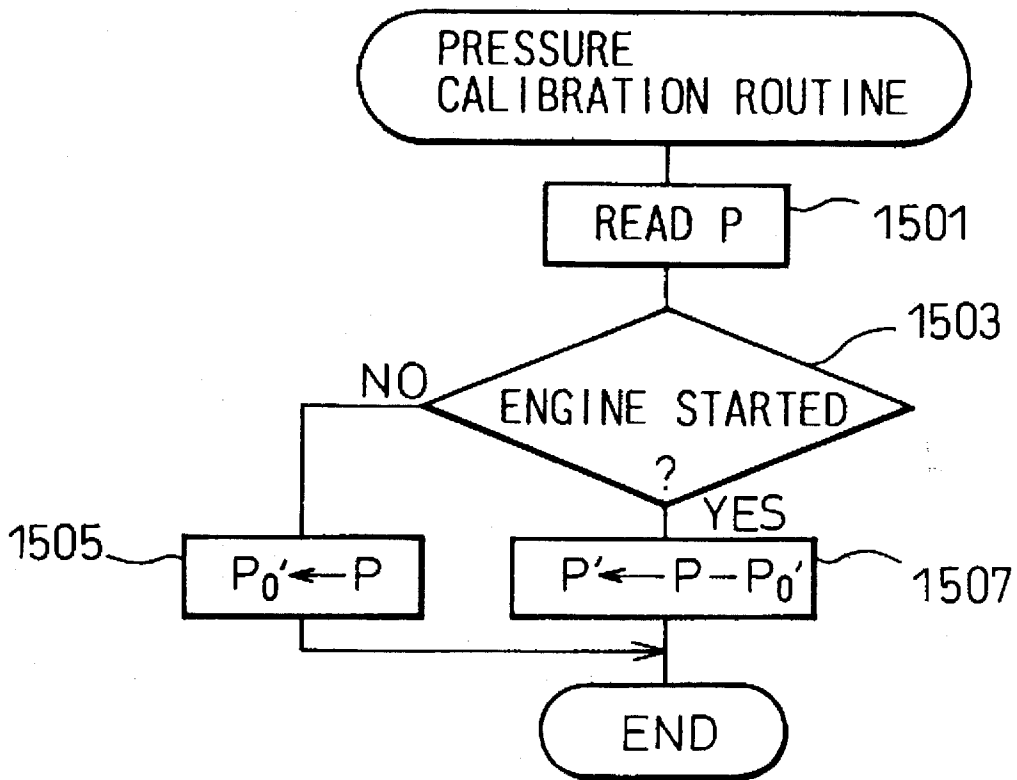 PRESSURE
CALIBRATION ROUTINE
READ P
1501
1503
NO
ENGINE STARTED
?
YES
1505
P₀'←P
P'←P-P₀'
1507
END